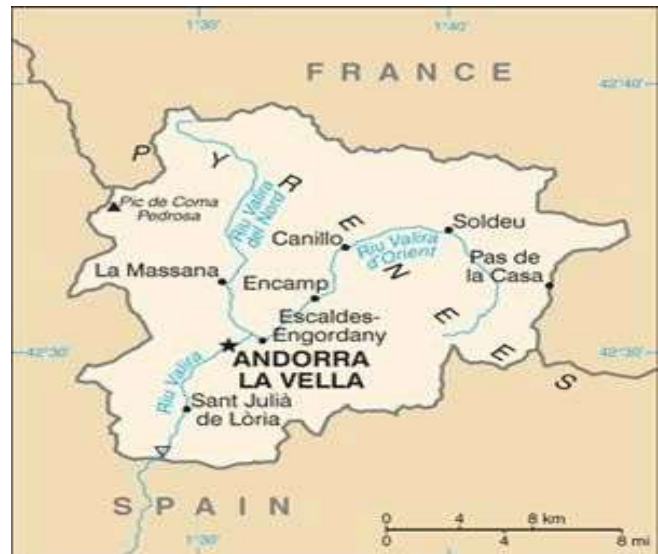 1°30'
1°40'
FRANCE
42°40'
PYRENEES
Pic de Coma
Pedrosa
Riu Valira
del Nord
Soldeu
Canillo
Riu Valira
d'Orient
Pas de
la Casa
La Massana
Encamp
Escaldes-
Engordany
42°30'
42°30'
ANDORRA
LA VELLA
Riu Valira
Sant Julià
de Lòria
SPAIN
0 4 8 km
0 4 8 mi
1°30'